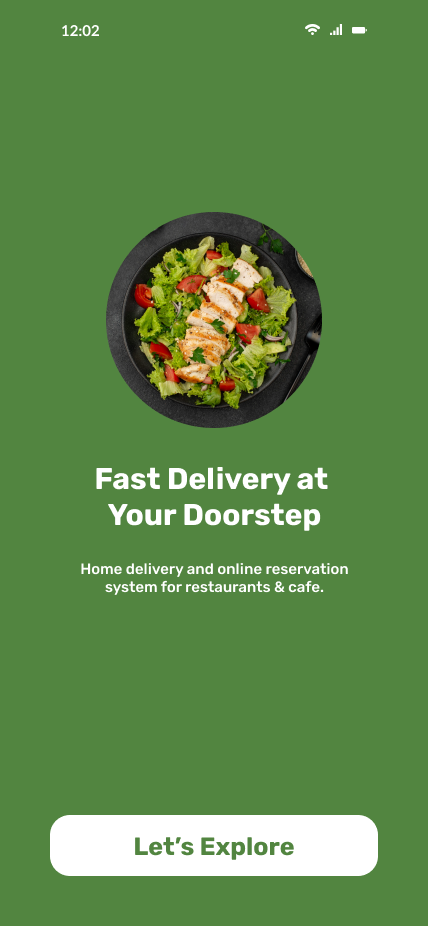 12:02
Fast Delivery at
Your Doorstep
Home delivery and online reservation
system for restaurants & cafe.
Let’s Explore